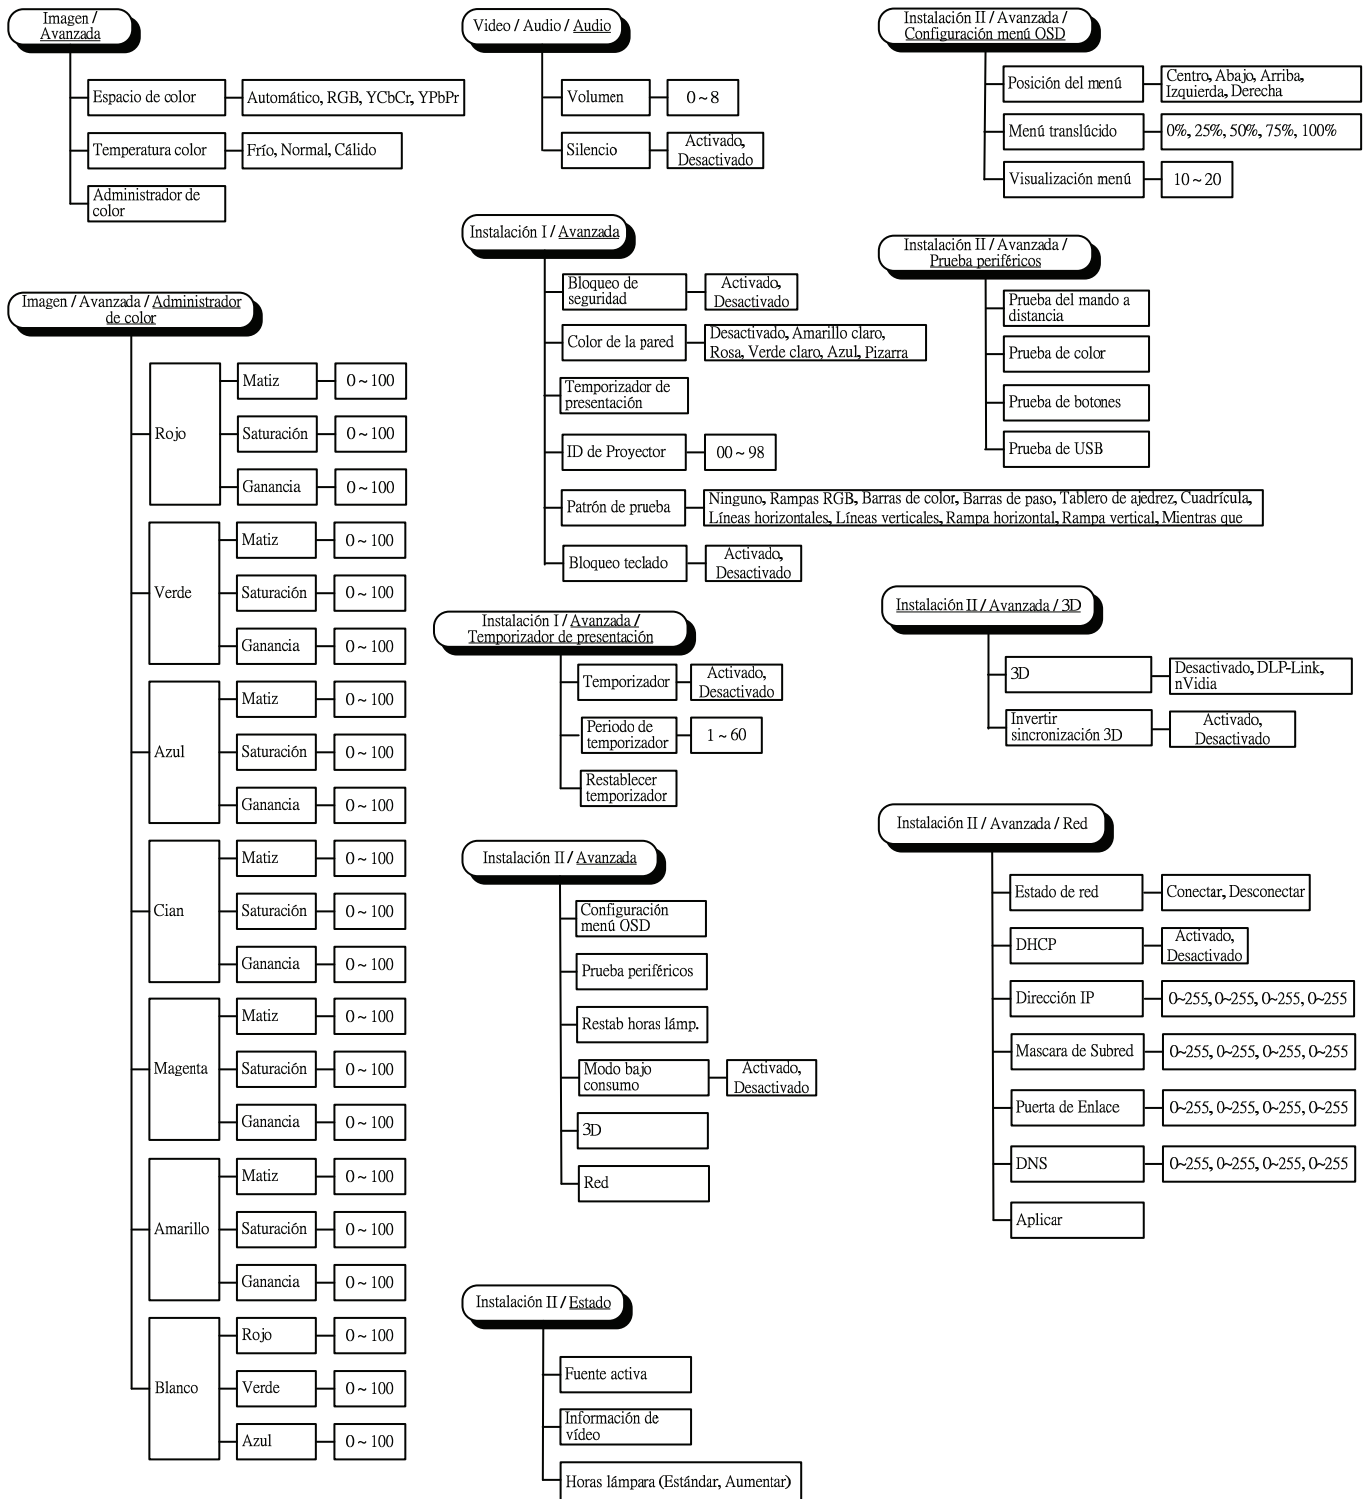 Imagen /
Avanzada
Espacio de color
Automático, RGB, YCbCr, YPbPr
Temperatura color
Frío, Normal, Cálido
Administrador de
color
Imagen / Avanzada / Administrador
de color
Rojo
Matiz
0 ~ 100
Saturación
0 ~ 100
Ganancia
0 ~ 100
Verde
Matiz
0 ~ 100
Saturación
0 ~ 100
Ganancia
0 ~ 100
Azul
Matiz
0 ~ 100
Saturación
0 ~ 100
Ganancia
0 ~ 100
Cian
Matiz
0 ~ 100
Saturación
0 ~ 100
Ganancia
0 ~ 100
Magenta
Matiz
0 ~ 100
Saturación
0 ~ 100
Ganancia
0 ~ 100
Amarillo
Matiz
0 ~ 100
Saturación
0 ~ 100
Ganancia
0 ~ 100
Blanco
Rojo
0 ~ 100
Verde
0 ~ 100
Azul
0 ~ 100
Video / Audio / Audio
Volumen
0 ~ 8
Silencio
Activado,
Desactivado
Instalación I / Avanzada
Bloqueo de
seguridad
Activado,
Desactivado
Color de la pared
Desactivado, Amarillo claro,
Rosa, Verde claro, Azul, Pizarra
Temporizador de
presentación
ID de Proyector
00 ~ 98
Patrón de prueba
Ninguno, Rampas RGB, Barras de color, Barras de paso, Tablero de ajedrez, Cuadrícula,
Líneas horizontales, Líneas verticales, Rampa horizontal, Rampa vertical, Mientras que
Bloqueo teclado
Activado,
Desactivado
Instalación I / Avanzada /
Temporizador de presentación
Temporizador
Activado,
Desactivado
Periodo de
temporizador
1 ~ 60
Restablecer
temporizador
Instalación II / Avanzada
Configuración
menú OSD
Prueba periféricos
Restab horas lámp.
Modo bajo
consumo
Activado,
Desactivado
3D
Red
Instalación II / Estado
Fuente activa
Información de
vídeo
Horas lámpara (Estándar, Aumentar)
Instalación II / Avanzada /
Configuración menú OSD
Posición del menú
Centro, Abajo, Arriba,
Izquierda, Derecha
Menú translúcido
0%, 25%, 50%, 75%, 100%
Visualización menú
10 ~ 20
Instalación II / Avanzada /
Prueba periféricos
Prueba del mando a
distancia
Prueba de color
Prueba de botones
Prueba de USB
Instalación II / Avanzada / 3D
3D
Desactivado, DLP-Link,
nVidia
Invertir
sincronización 3D
Activado,
Desactivado
Instalación II / Avanzada / Red
Estado de red
Conectar, Desconectar
DHCP
Activado,
Desactivado
Dirección IP
0~255, 0~255, 0~255, 0~255
Mascara de Subred
0~255, 0~255, 0~255, 0~255
Puerta de Enlace
0~255, 0~255, 0~255, 0~255
DNS
0~255, 0~255, 0~255, 0~255
Aplicar